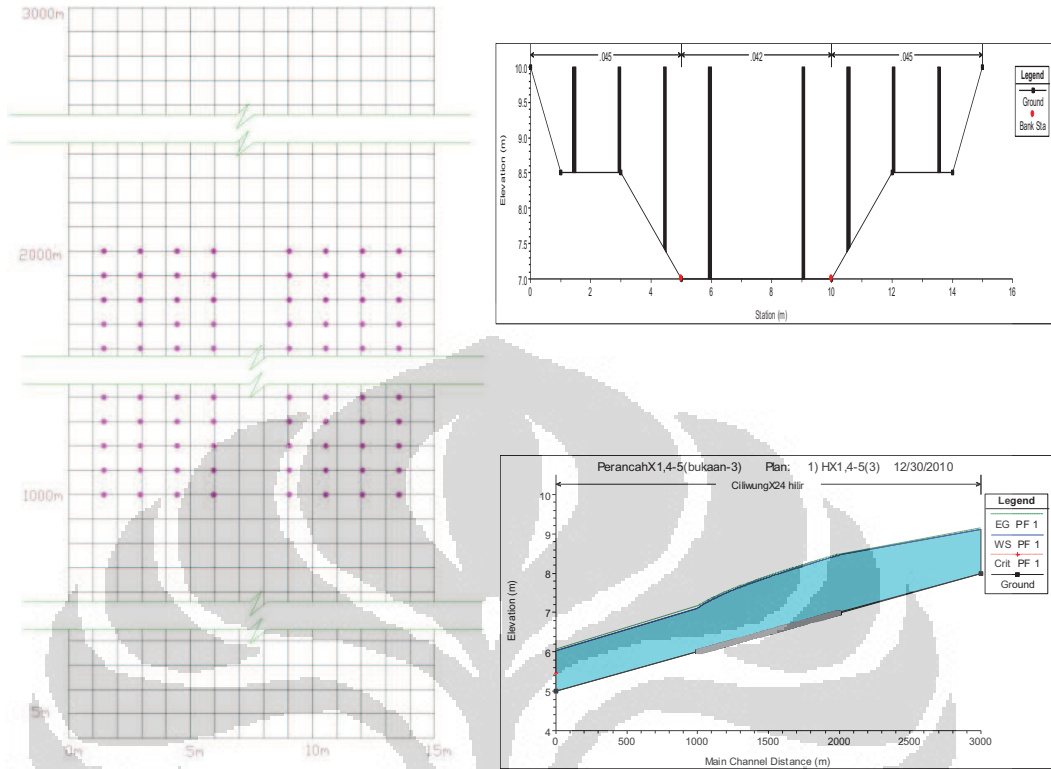 3000m
2000m
1000m
5m
0m 5m 10m 15m
.045 .042 .045
Elevation (m)
10.0
9.5
9.0
8.5
8.0
7.5
7.0
0 2 4 6 8 10 12 14 16
Station (m)
Legend
Ground
Bank Sta
PerancahX1,4-5(bukaan-3) Plan: 1) HX1,4-5(3) 12/30/2010
CiliwungX24 hilir
Elevation (m)
10
9
8
7
6
5
4
0 500 1000 1500 2000 2500 3000
Main Channel Distance (m)
Legend
EG PF 1
WS PF 1
Crit PF 1
Ground